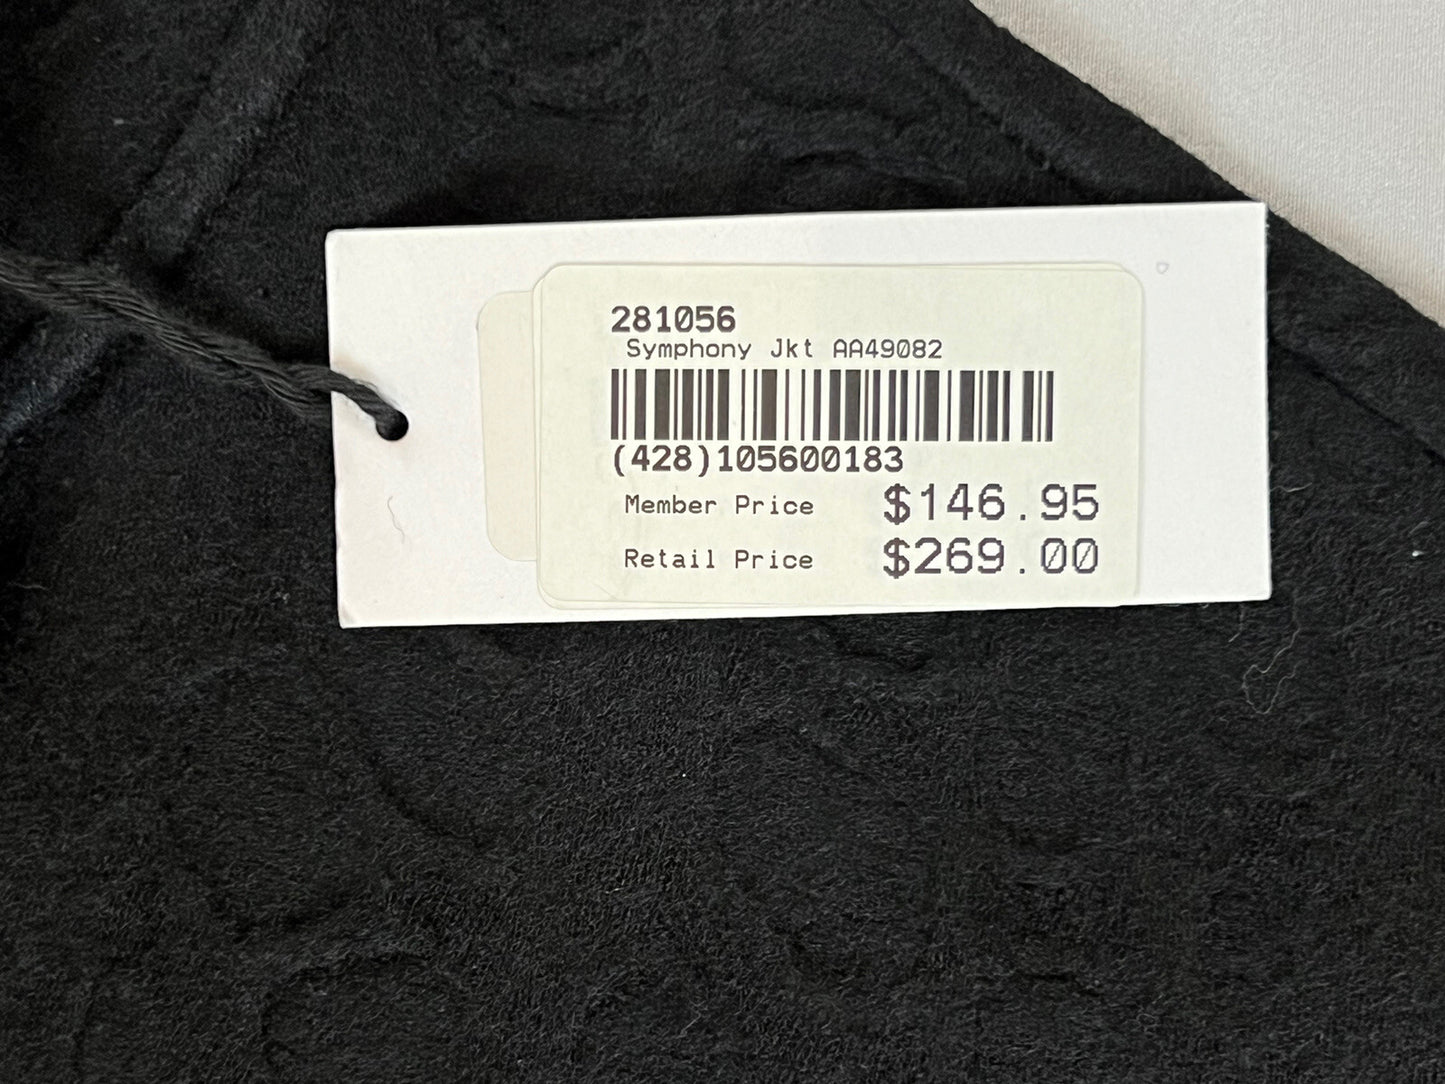 281056
Symphony Jkt AA49082
(428)105600183
Member Price $146.95
Retail Price $269.00